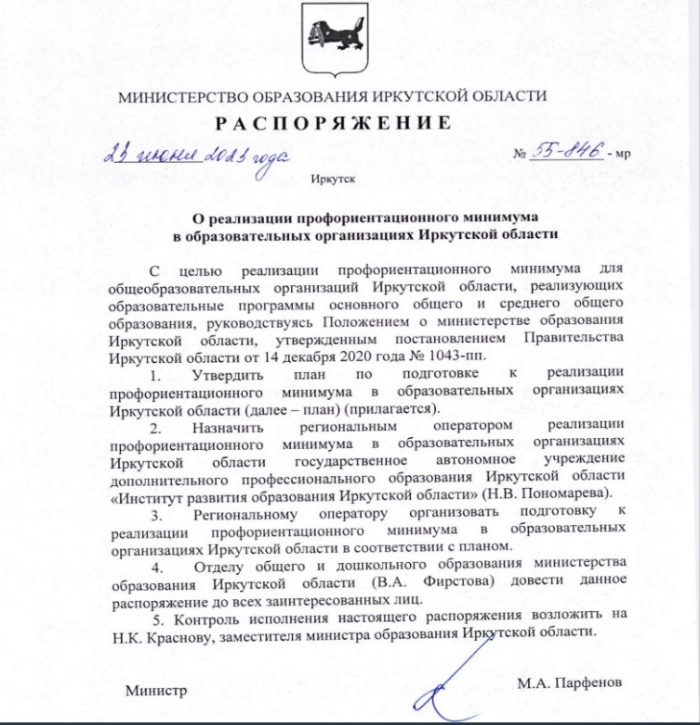 МИНИСТЕРСТВО ОБРАЗОВАНИЯ ИРКУТСКОЙ ОБЛАСТИ
РАСПОРЯЖЕНИЕ
23 июня 2023 года
№ 55-846 - мр
Иркутск
О реализации профориентационного минимума
в образовательных организациях Иркутской области
С целью реализации профориентационного минимума для
общеобразовательных организаций Иркутской области, реализующих
образовательные программы основного общего и среднего общего
образования, руководствуясь Положением о министерстве образования
Иркутской области, утвержденным постановлением Правительства
Иркутской области от 14 декабря 2020 года № 1043-пп.
1. Утвердить план по подготовке к реализации
профориентационного минимума в образовательных организациях
Иркутской области (далее – план) (прилагается).
2. Назначить региональным оператором реализации
профориентационного минимума в образовательных организациях
Иркутской области государственное автономное учреждение
дополнительного профессионального образования Иркутской области
«Институт развития образования Иркутской области» (Н.В. Пономарева).
3. Региональному оператору организовать подготовку к
реализации профориентационного минимума в образовательных
организациях Иркутской области в соответствии с планом.
4. Отделу общего и дошкольного образования министерства
образования Иркутской области (В.А. Фирстова) довести данное
распоряжение до всех заинтересованных лиц.
5. Контроль исполнения настоящего распоряжения возложить на
Н.К. Краснову, заместителя министра образования Иркутской области.
Министр
М.А. Парфенов